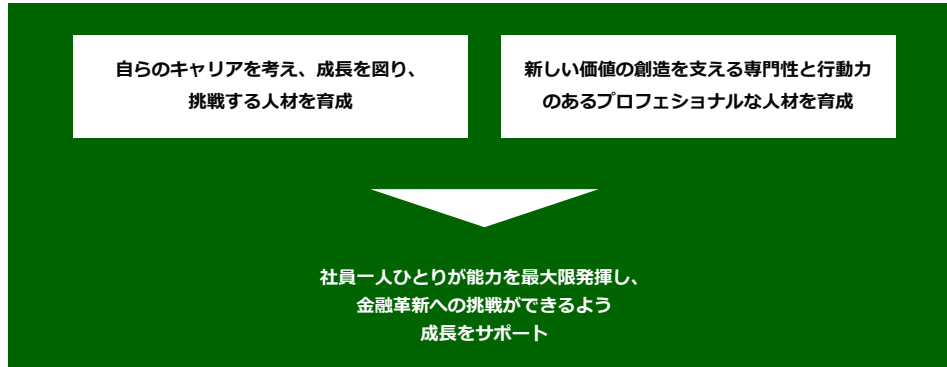 自らのキャリアを考え、成長を図り、
挑戦する人材を育成
新しい価値の創造を支える専門性と行動力
のあるプロフェショナルな人材を育成
社員一人ひとりが能力を最大限発揮し、
金融革新への挑戦ができるよう
成長をサポート